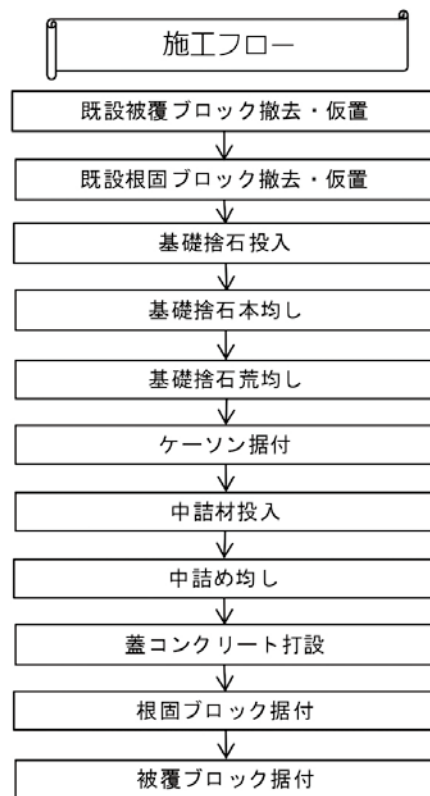 施工フロー
既設被覆ブロック撤去・仮置
既設根固ブロック撤去・仮置
基礎捨石投入
基礎捨石本均し
基礎捨石荒均し
ケーソン据付
中詰材投入
中詰め均し
蓋コンクリート打設
根固ブロック据付
被覆ブロック据付